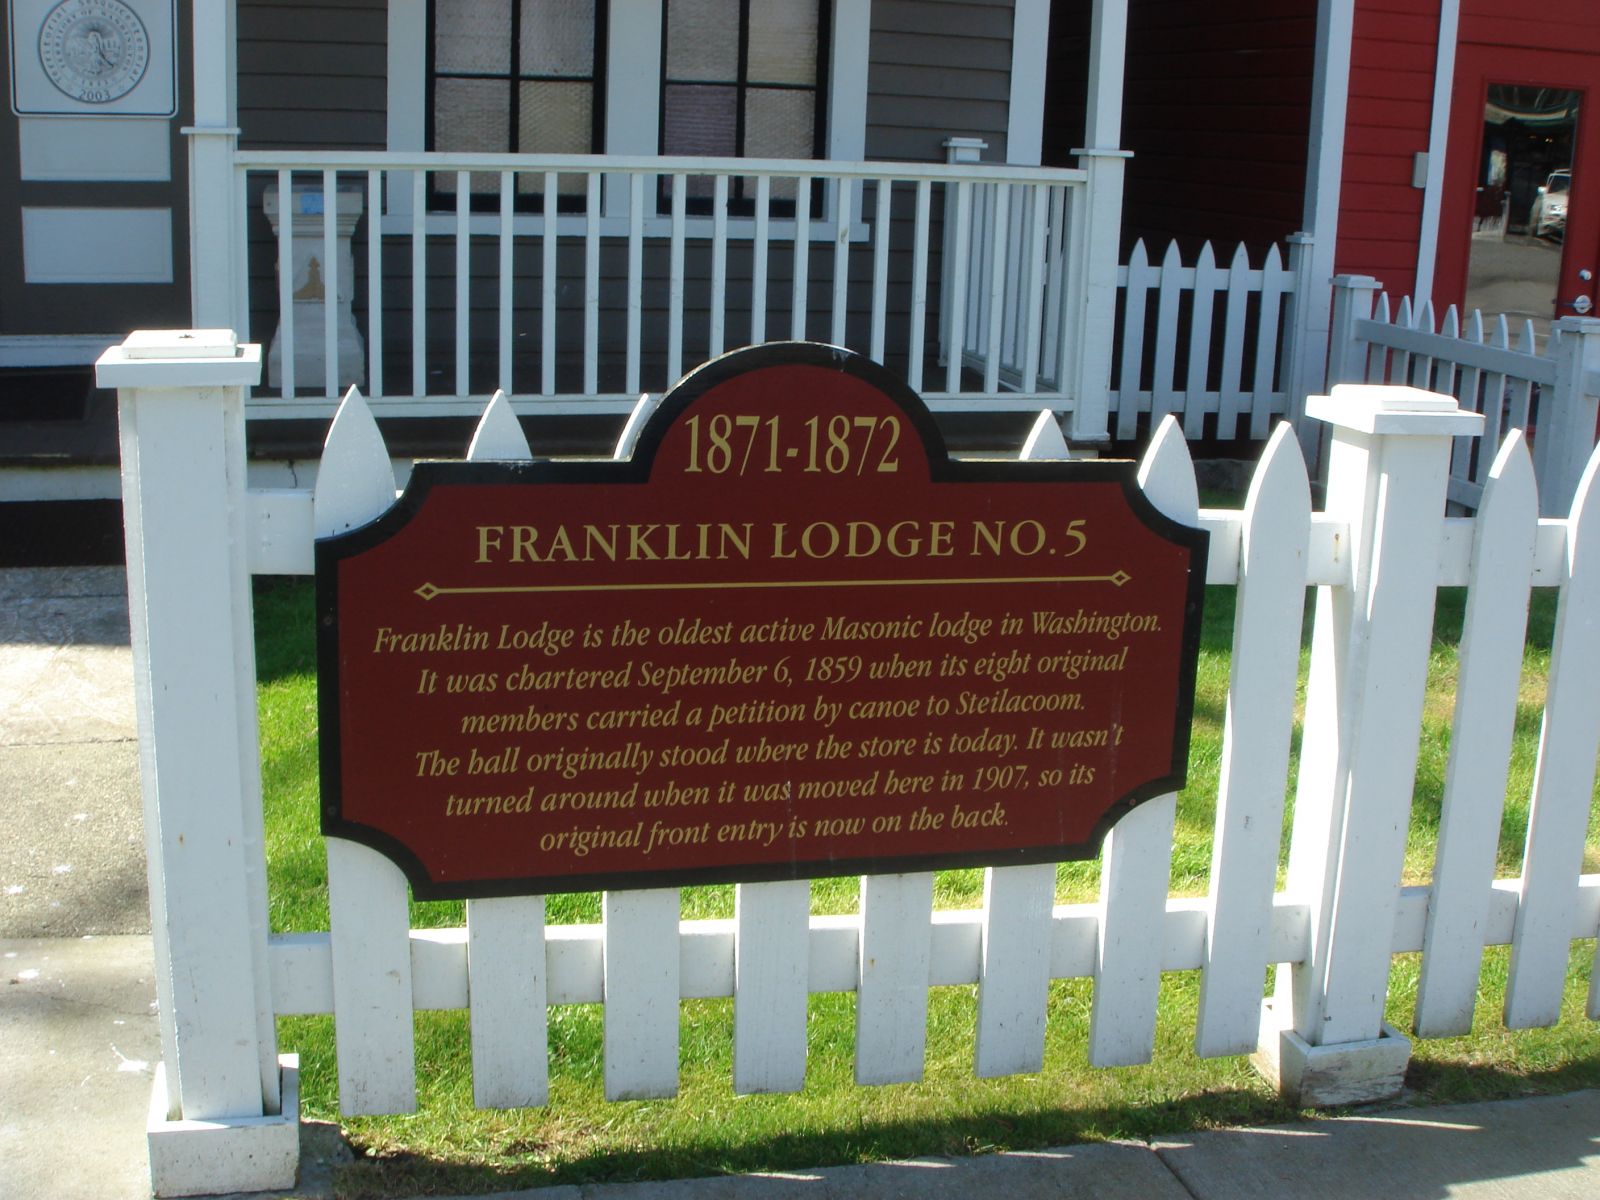 Territorial Sesquicentennial
2003
1871-1872
FRANKLIN LODGE NO. 5
Franklin Lodge is the oldest active Masonic lodge in Washington.
It was chartered September 6, 1859 when its eight original
members carried a petition by canoe to Steilacoom.
The hall originally stood where the store is today. It wasn't
turned around when it was moved here in 1907, so its
original front entry is now on the back.